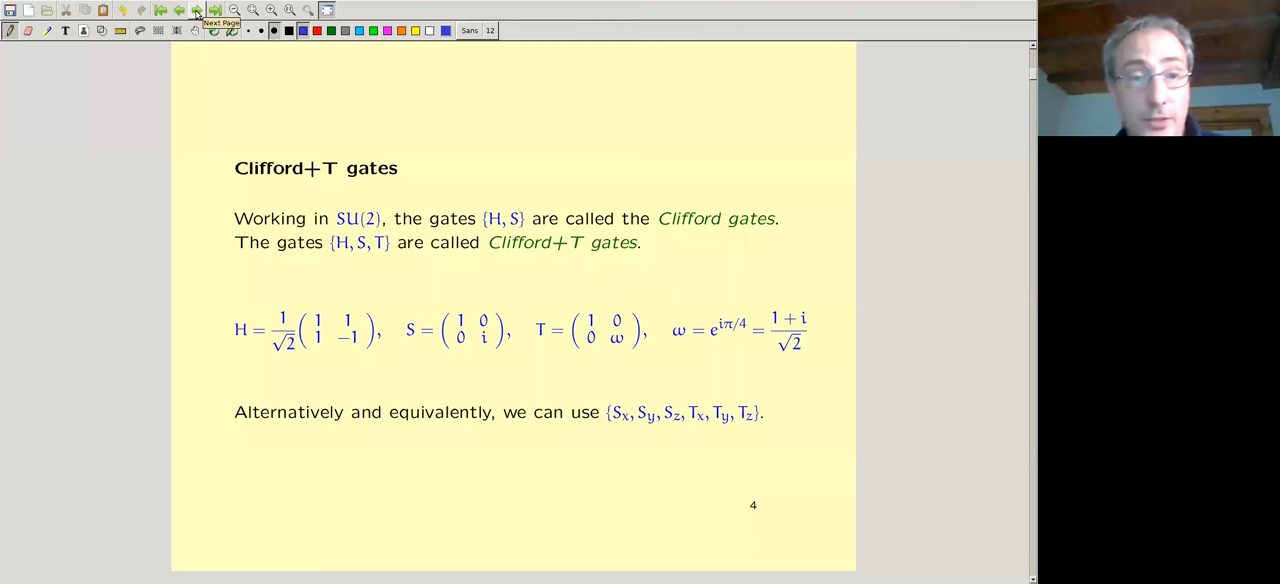 Next Page
Sans 12
Clifford+T gates
Working in SU(2), the gates {H, S} are called the Clifford gates.
The gates {H, S, T} are called Clifford+T gates.
H = 1/√2 ( 1 1 ; 1 −1 ), S = ( 1 0 ; 0 i ), T = ( 1 0 ; 0 ω ), ω = e^{iπ/4} = (1 + i)/√2
Alternatively and equivalently, we can use {Sx, Sy, Sz, Tx, Ty, Tz}.
4